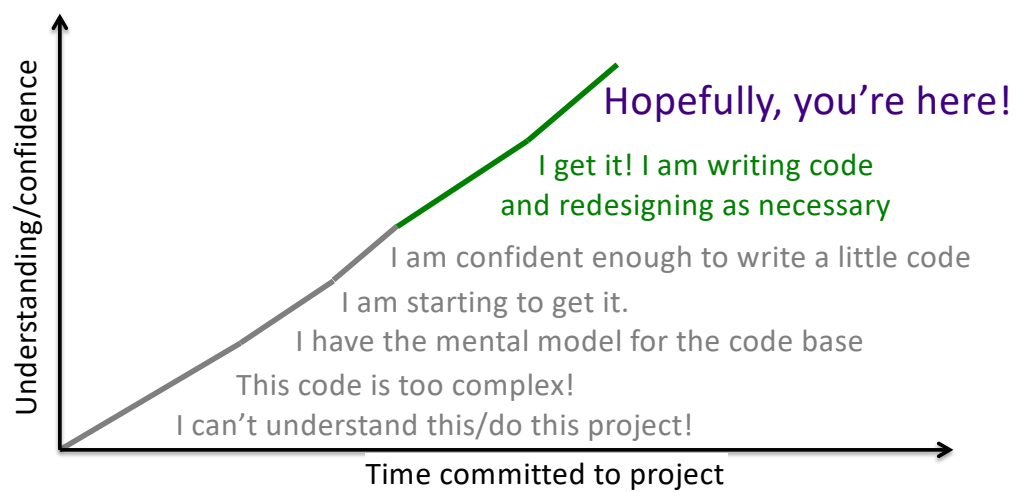 Understanding/confidence
Hopefully, you’re here!
I get it! I am writing code
and redesigning as necessary
I am confident enough to write a little code
I am starting to get it.
I have the mental model for the code base
This code is too complex!
I can’t understand this/do this project!
Time committed to project